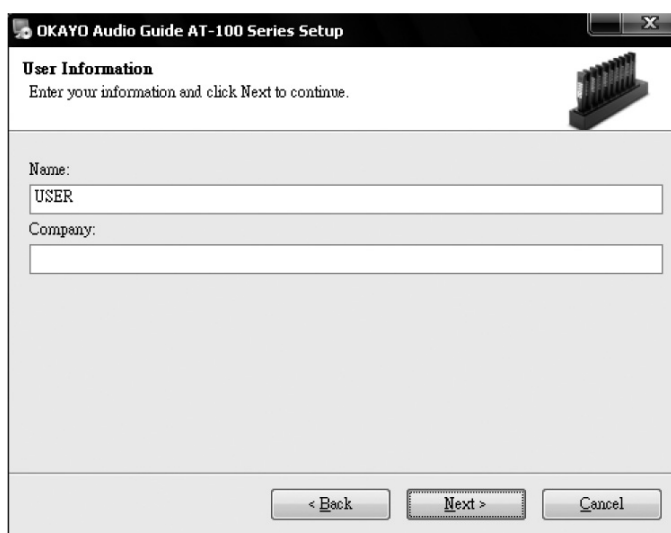 OKAYO Audio Guide AT-100 Series Setup
User Information
Enter your information and click Next to continue.
Name:
USER
Company:
< Back
Next >
Cancel